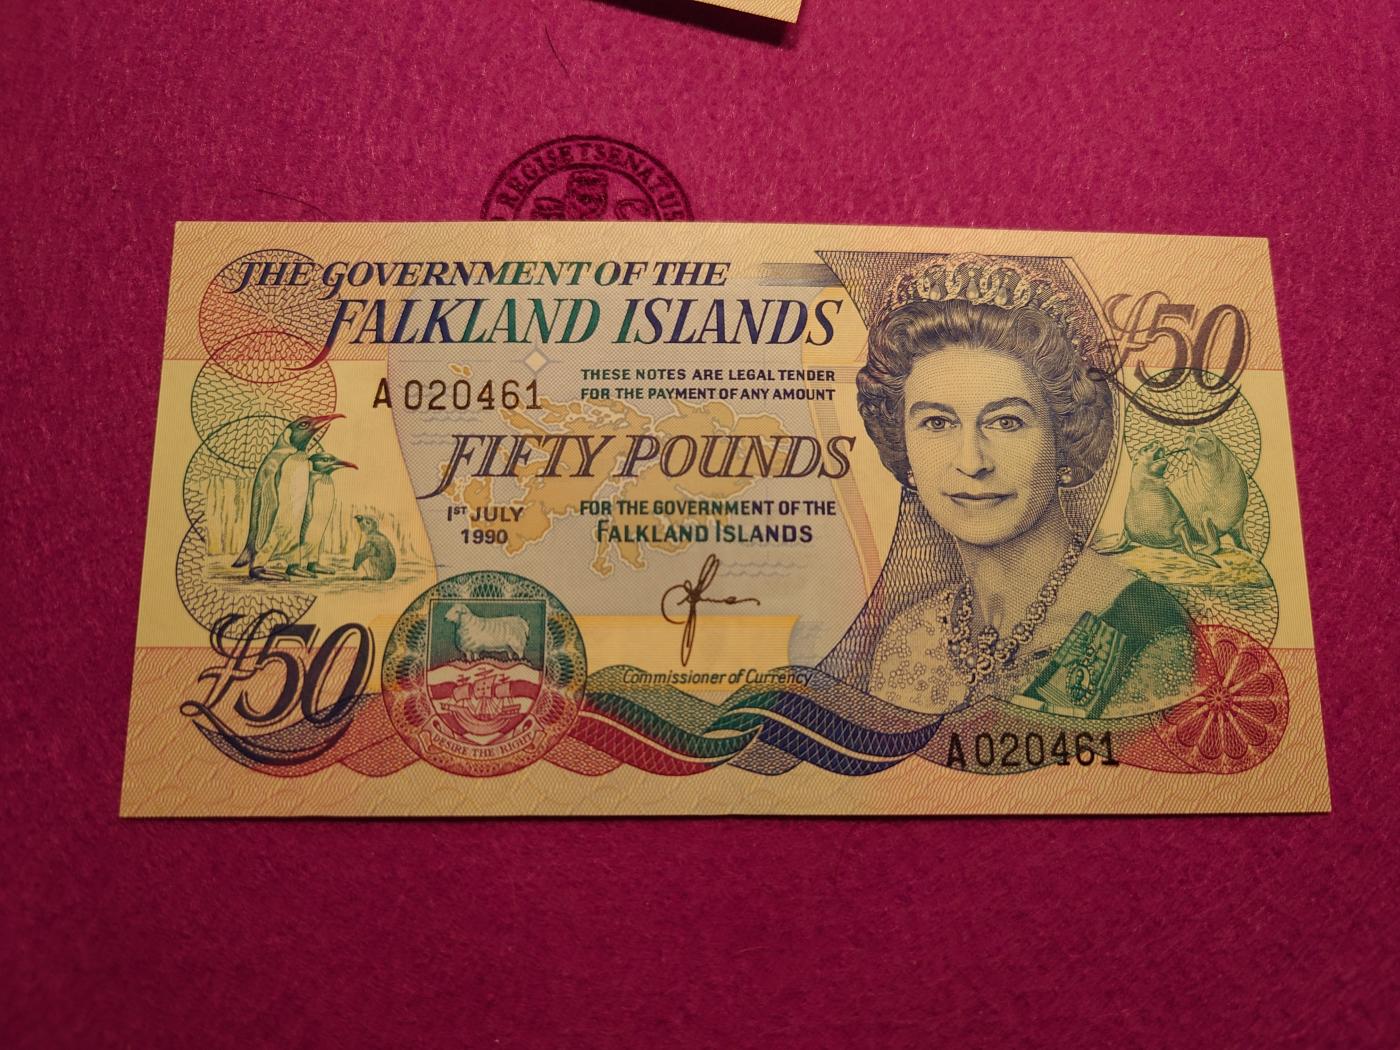 REGISETSENATUS
THE GOVERNMENT OF THE
FALKLAND ISLANDS
£50
A 020461
THESE NOTES ARE LEGAL TENDER
FOR THE PAYMENT OF ANY AMOUNT
FIFTY POUNDS
1ST JULY
1990
FOR THE GOVERNMENT OF THE
FALKLAND ISLANDS
£50
Commissioner of Currency
DESIRE THE RIGHT
A 020461